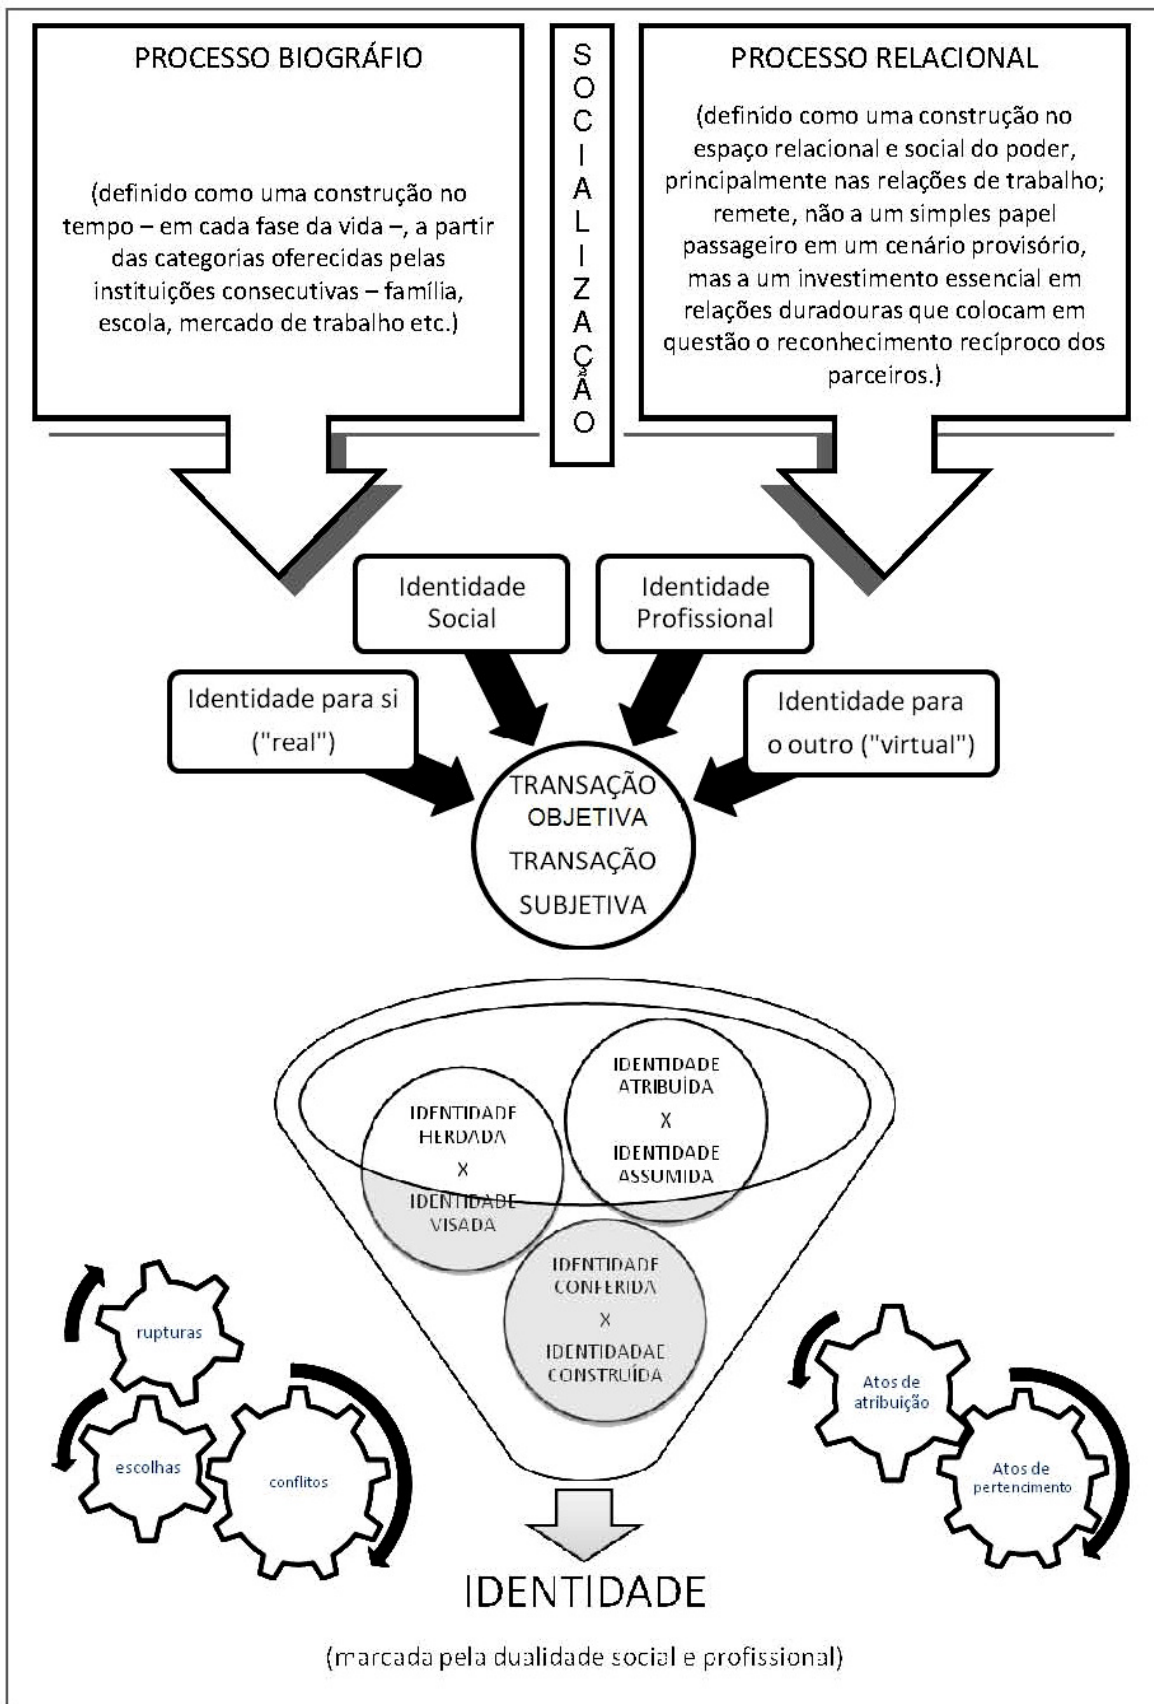 PROCESSO BIOGRÁFIO
(definido como uma construção no
tempo – em cada fase da vida –, a partir
das categorias oferecidas pelas
instituições consecutivas – família,
escola, mercado de trabalho etc.)
SOCIALIZAÇÃO
PROCESSO RELACIONAL
(definido como uma construção no
espaço relacional e social do poder,
principalmente nas relações de trabalho;
remete, não a um simples papel
passageiro em um cenário provisório,
mas a um investimento essencial em
relações duradouras que colocam em
questão o reconhecimento recíproco dos
parceiros.)
Identidade
Social
Identidade
Profissional
Identidade para si
("real")
Identidade para
o outro ("virtual")
TRANSAÇÃO
OBJETIVA
TRANSAÇÃO
SUBJETIVA
IDENTIDADE
HERDADA
X
IDENTIDADE
VISADA
IDENTIDADE
ATRIBUÍDA
X
IDENTIDADE
ASSUMIDA
IDENTIDADE
CONFERIDA
X
IDENTIDADAE
CONSTRUÍDA
rupturas
escolhas
conflitos
Atos de
atribuição
Atos de
pertencimento
IDENTIDADE
(marcada pela dualidade social e profissional)